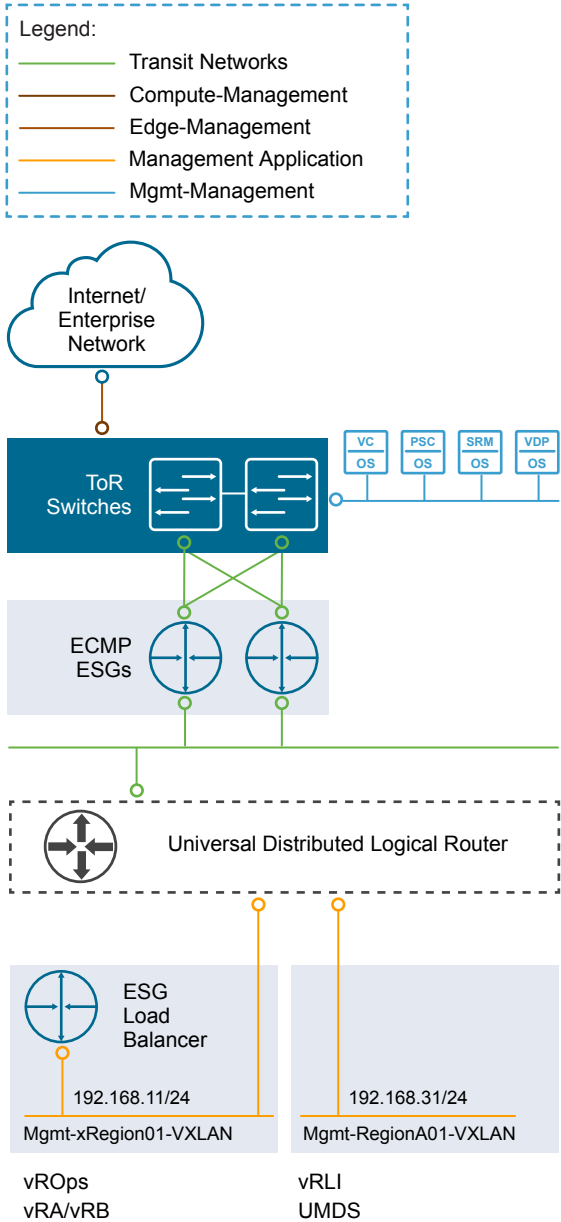 Legend:
Transit Networks
Compute-Management
Edge-Management
Management Application
Mgmt-Management
Internet/
Enterprise
Network
VC
OS
PSC
OS
SRM
OS
VDP
OS
ToR
Switches
ECMP
ESGs
Universal Distributed Logical Router
ESG
Load
Balancer
192.168.11/24
Mgmt-xRegion01-VXLAN
192.168.31/24
Mgmt-RegionA01-VXLAN
vROps
vRA/vRB
vRLI
UMDS